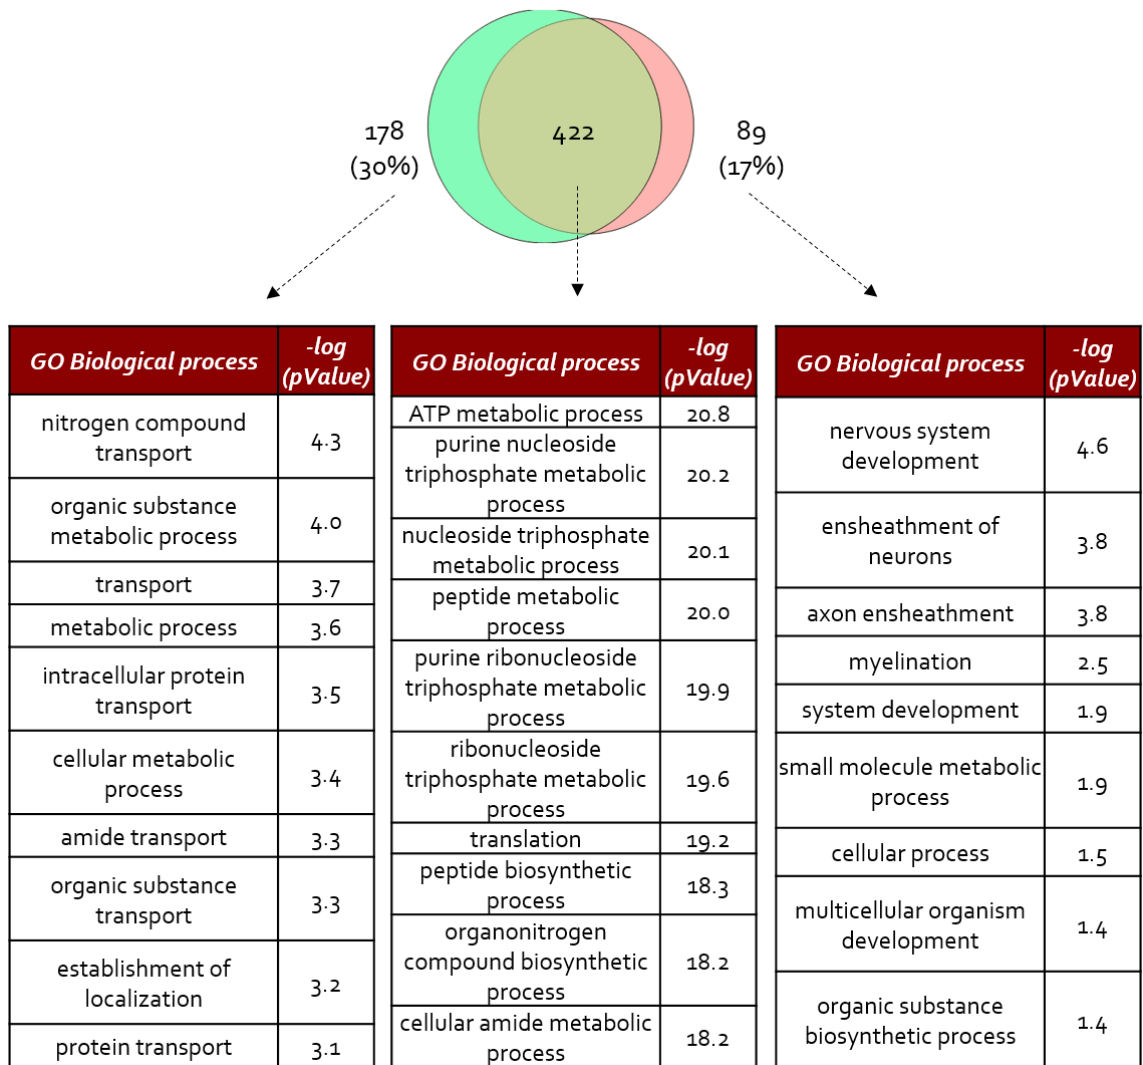 178
(30%)
422
89
(17%)
GO Biological process
-log
(pValue)
nitrogen compound
transport
4.3
organic substance
metabolic process
4.0
transport
3.7
metabolic process
3.6
intracellular protein
transport
3.5
cellular metabolic
process
3.4
amide transport
3.3
organic substance
transport
3.3
establishment of
localization
3.2
protein transport
3.1
GO Biological process
-log
(pValue)
ATP metabolic process
20.8
purine nucleoside
triphosphate metabolic
process
20.2
nucleoside triphosphate
metabolic process
20.1
peptide metabolic
process
20.0
purine ribonucleoside
triphosphate metabolic
process
19.9
ribonucleoside
triphosphate metabolic
process
19.6
translation
19.2
peptide biosynthetic
process
18.3
organonitrogen
compound biosynthetic
process
18.2
cellular amide metabolic
process
18.2
GO Biological process
-log
(pValue)
nervous system
development
4.6
ensheathment of
neurons
3.8
axon ensheathment
3.8
myelination
2.5
system development
1.9
small molecule metabolic
process
1.9
cellular process
1.5
multicellular organism
development
1.4
organic substance
biosynthetic process
1.4